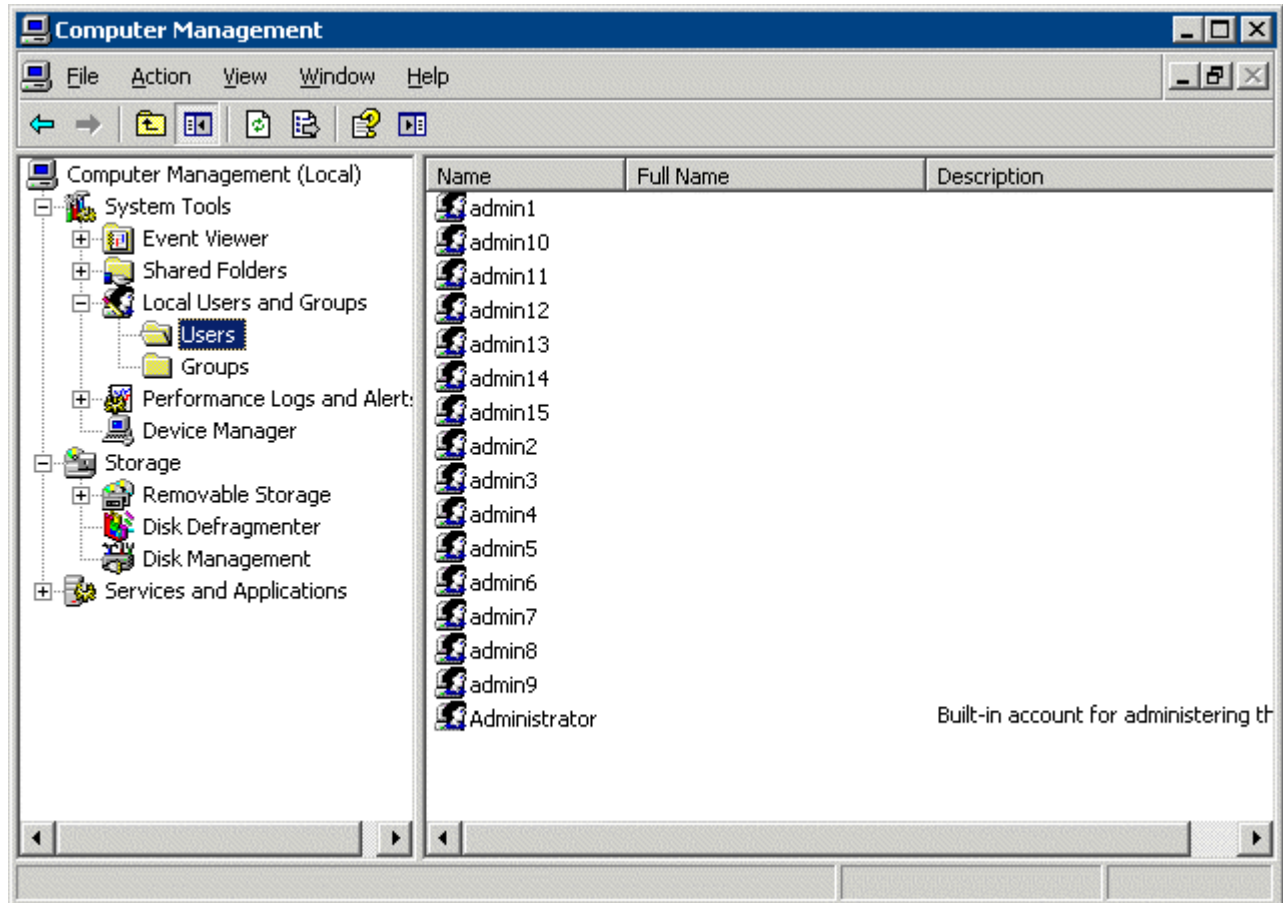 Computer Management
File Action View Window Help
Computer Management (Local)
System Tools
Event Viewer
Shared Folders
Local Users and Groups
Users
Groups
Performance Logs and Alert
Device Manager
Storage
Removable Storage
Disk Defragmenter
Disk Management
Services and Applications
Name Full Name Description
admin1
admin10
admin11
admin12
admin13
admin14
admin15
admin2
admin3
admin4
admin5
admin6
admin7
admin8
admin9
Administrator Built-in account for administering th